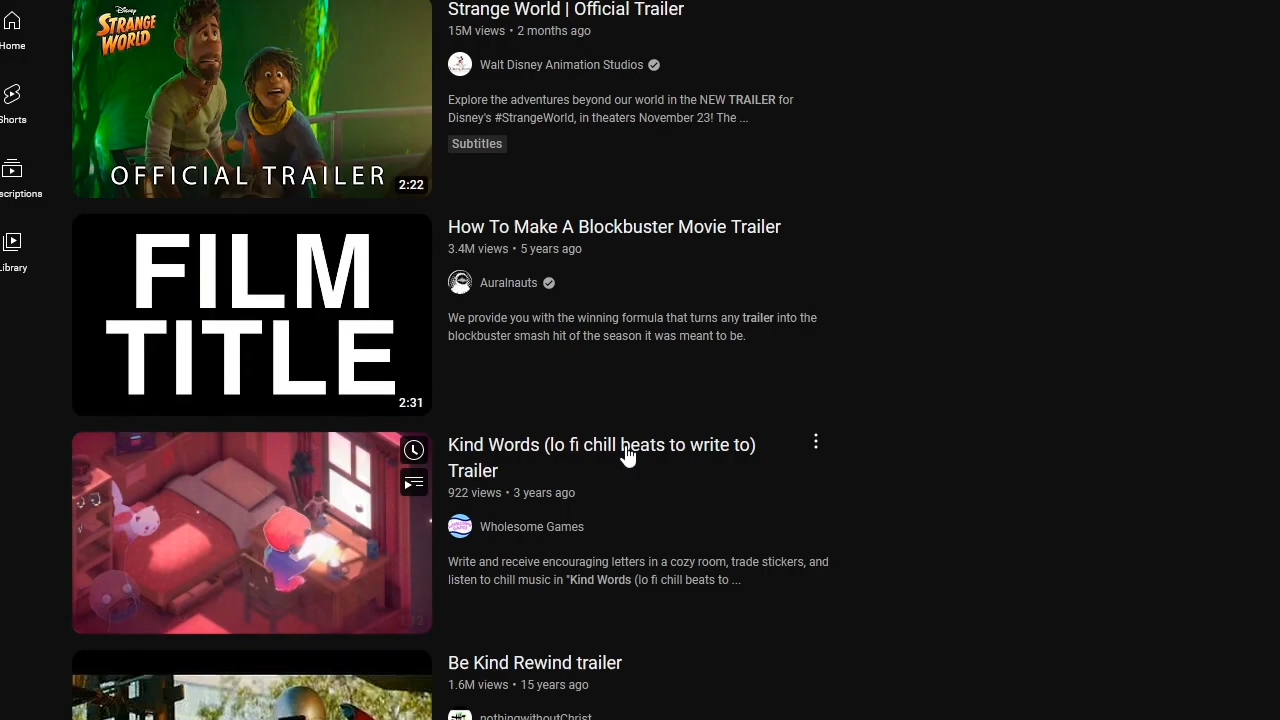 Disney
STRANGE
WORLD
OFFICIAL TRAILER
2:22
Strange World | Official Trailer
15M views • 2 months ago
Walt Disney Animation Studios
Explore the adventures beyond our world in the NEW TRAILER for
Disney's #StrangeWorld, in theaters November 23! The ...
Subtitles
Home
Shorts
scriptions
Library
FILM
TITLE
2:31
How To Make A Blockbuster Movie Trailer
3.4M views • 5 years ago
Auralnauts
We provide you with the winning formula that turns any trailer into the
blockbuster smash hit of the season it was meant to be.
Kind Words (lo fi chill beats to write to)
Trailer
922 views • 3 years ago
Wholesome Games
Write and receive encouraging letters in a cozy room, trade stickers, and
listen to chill music in "Kind Words (lo fi chill beats to ...
Be Kind Rewind trailer
1.6M views • 15 years ago
nothingwithoutChrist